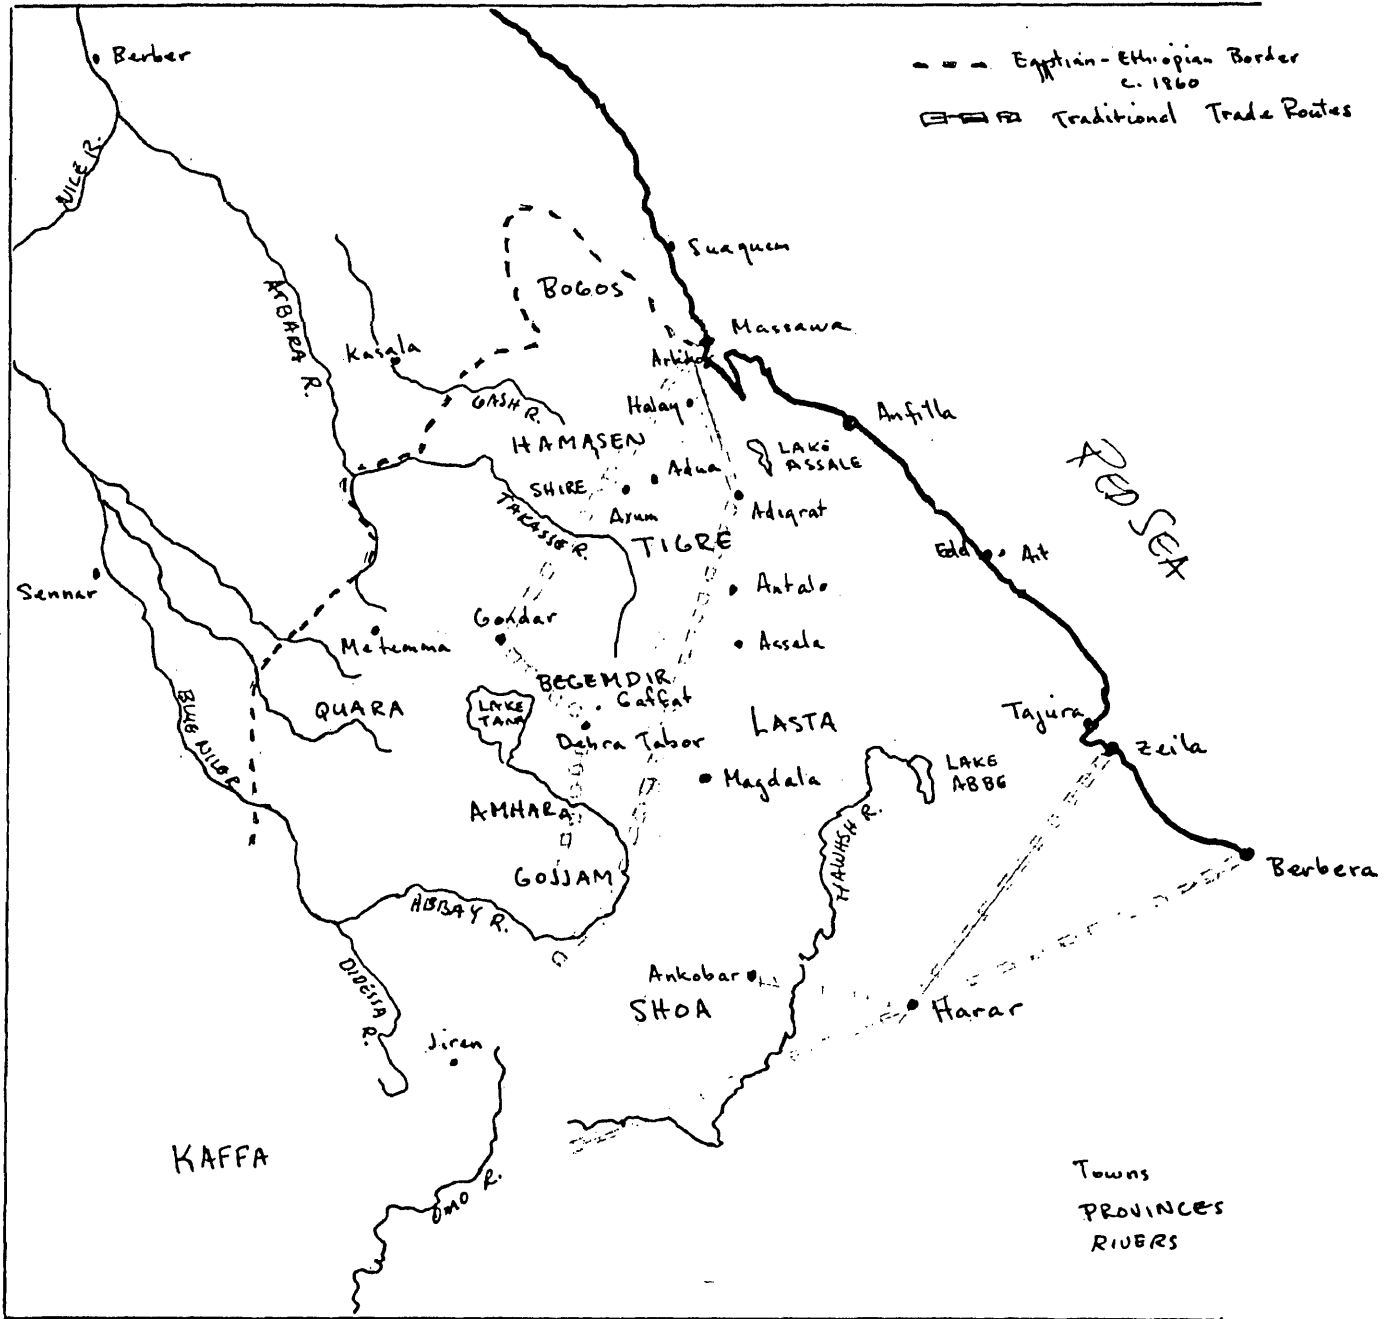 Berber
Egyptian-Ethiopian Border
c. 1860
Traditional Trade Routes
NILE R.
Suaquem
BOGOS
ATBARA R.
Massawa
Kasala
Arkiko
GASH R.
Halay
Anfilla
HAMASEN
LAKE
ASSALE
RED SEA
Adua
SHIRE
Axum
TAKASSE R.
Adigrat
TIGRE
Edd
Ait
Sennar
Antalo
Gondar
Metemma
Assela
BEGEMDIR
Gaffat
QUARA
LAKE
TANA
LASTA
Tajura
BLUE NILE R.
Debra Tabor
Zeila
LAKE
ABBE
Magdala
AMHARA
HAWASH R.
GOJJAM
Berbera
ABBAY R.
Ankobar
SHOA
Harar
DIDESSA
R.
Jiren
KAFFA
OMO R.
Towns
PROVINCES
RIVERS